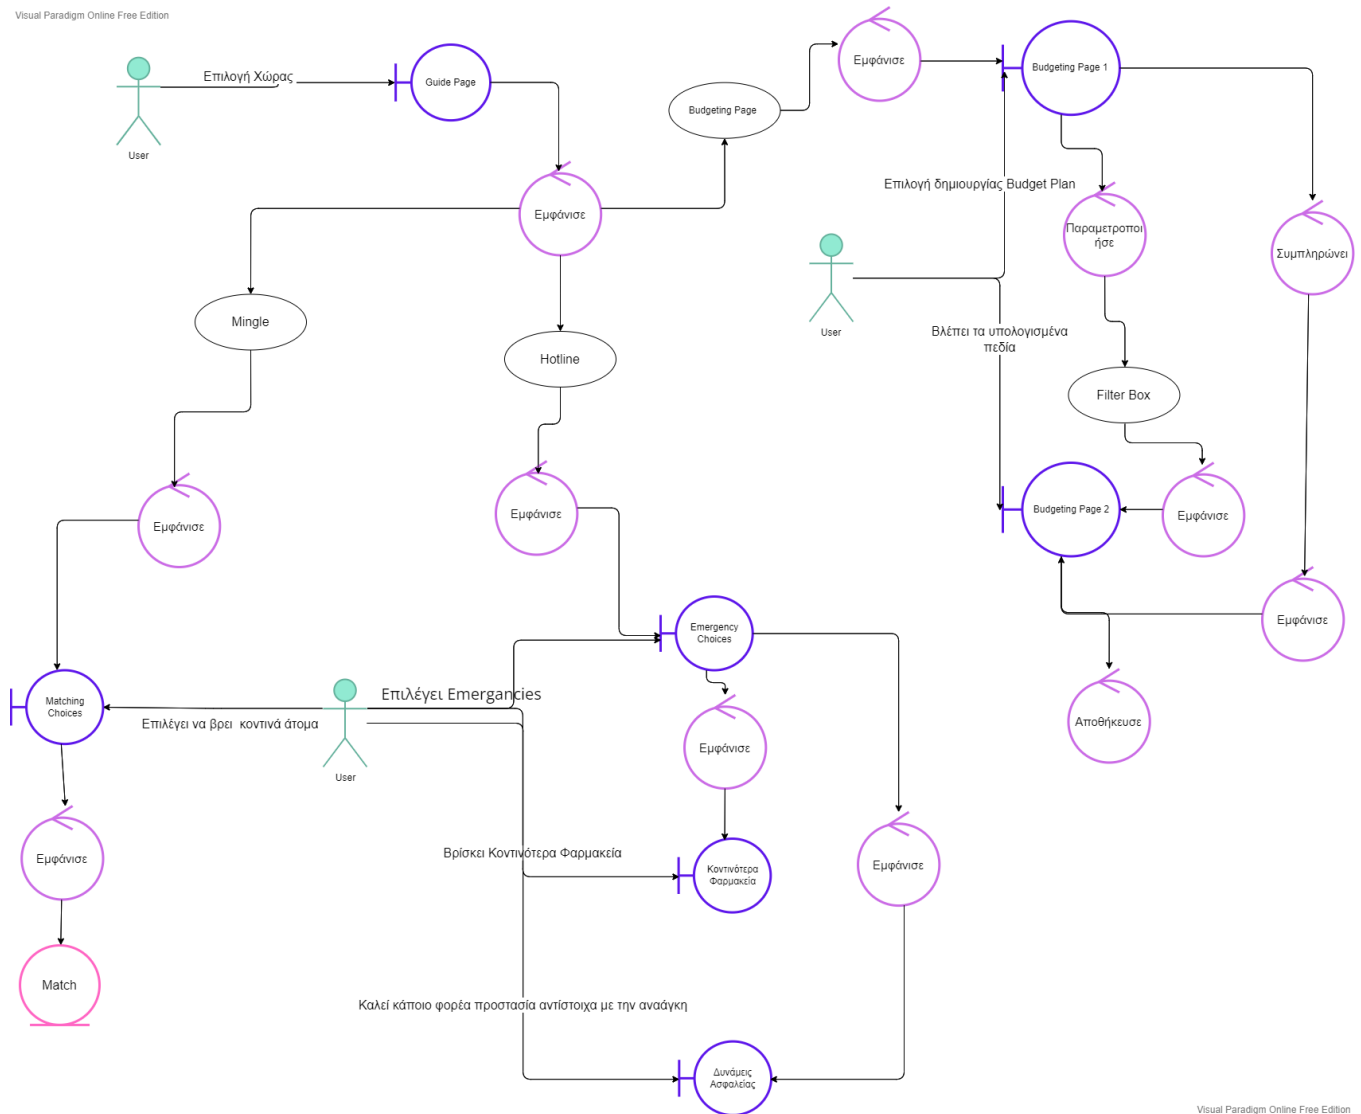 Visual Paradigm Online Free Edition
Επιλογή Χώρας
Guide Page
User
Εμφάνισε
Budgeting Page
Εμφάνισε
Budgeting Page 1
Επιλογή δημιουργίας Budget Plan
Παραμετροποι
ήσε
Συμπληρώνει
User
Βλέπει τα υπολογισμένα
πεδία
Mingle
Hotline
Filter Box
Εμφάνισε
Εμφάνισε
Budgeting Page 2
Εμφάνισε
Εμφάνισε
Emergency
Choices
Matching
Choices
Επιλέγει Emergancies
Επιλέγει να βρει κοντινά άτομα
User
Εμφάνισε
Αποθήκευσε
Εμφάνισε
Βρίσκει Κοντινότερα Φαρμακεία
Κοντινότερα
Φαρμακεία
Εμφάνισε
Match
Καλεί κάποιο φορέα προστασία αντίστοιχα με την αναάγκη
Δυνάμεις
Ασφαλείας
Visual Paradigm Online Free Edition